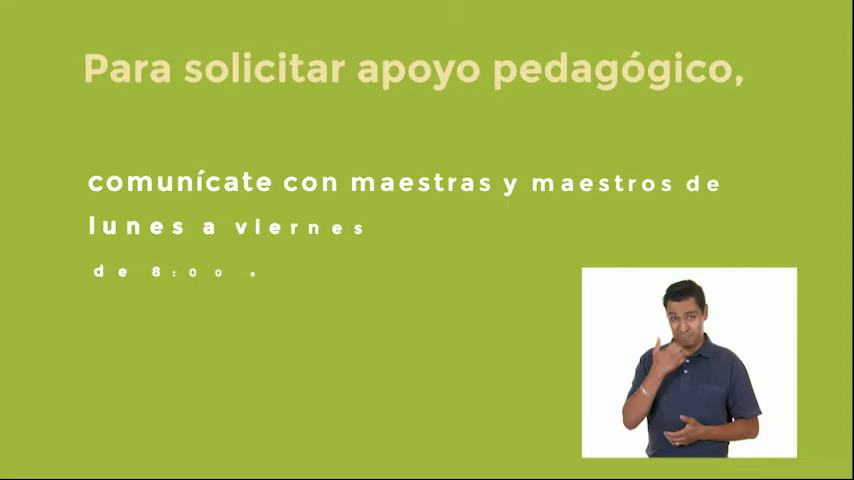 Para solicitar apoyo pedagógico,
comunícate con maestras y maestros de
lunes a viernes
de 8:00